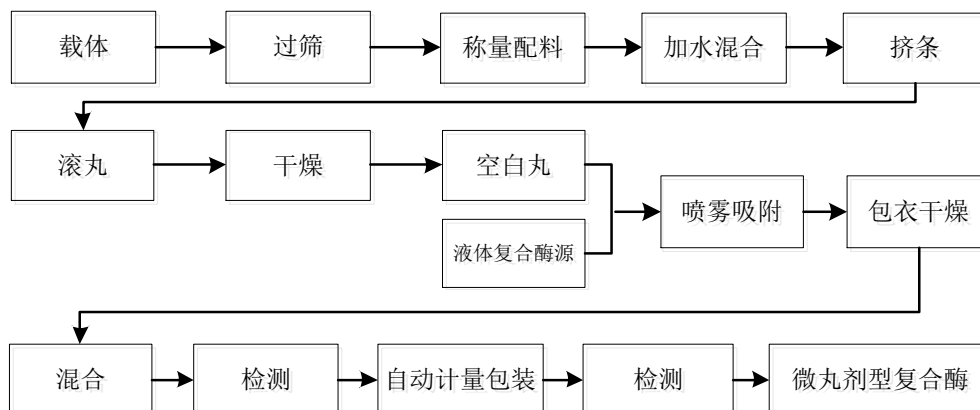 载体
过筛
称量配料
加水混合
挤条
滚丸
干燥
空白丸
液体复合酶源
喷雾吸附
包衣干燥
混合
检测
自动计量包装
检测
微丸剂型复合酶